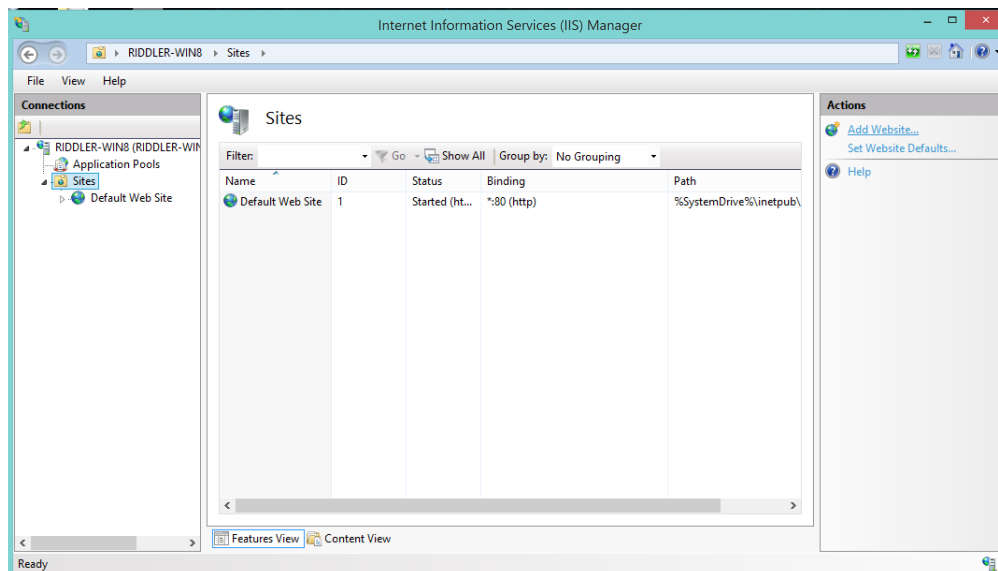 Internet Information Services (IIS) Manager
RIDDLER-WIN8 Sites
File View Help
Connections
RIDDLER-WIN8 (RIDDLER-WIN
Application Pools
Sites
Default Web Site
Sites
Filter: Go Show All Group by: No Grouping
Name ID Status Binding Path
Default Web Site 1 Started (ht... *:80 (http) %SystemDrive%\inetpub\
Features View Content View
Actions
Add Website...
Set Website Defaults...
Help
Ready